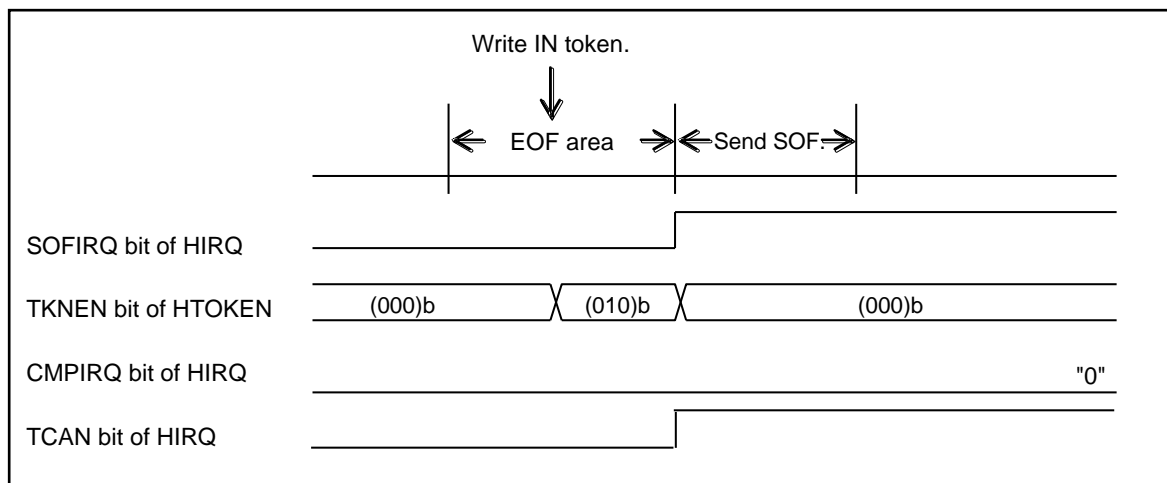 Write IN token.
EOF area
Send SOF.
SOFIRQ bit of HIRQ
TKNEN bit of HTOKEN (000)b (010)b (000)b
CMPIRQ bit of HIRQ "0"
TCAN bit of HIRQ